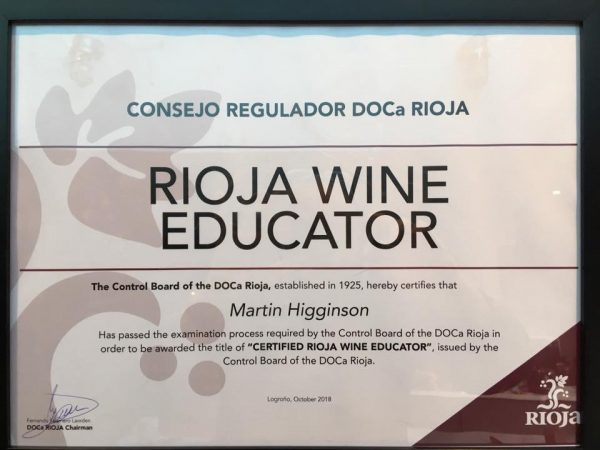 CONSEJO REGULADOR DOCa RIOJA
RIOJA WINE
EDUCATOR
The Control Board of the DOCa Rioja, established in 1925, hereby certifies that
Martin Higginson
Has passed the examination process required by the Control Board of the DOCa Rioja in
order to be awarded the title of "CERTIFIED RIOJA WINE EDUCATOR", issued by the
Control Board of the DOCa Rioja.
Logroño, October 2018
Fernando
DOCa RIOJA Chairman
RIOJa